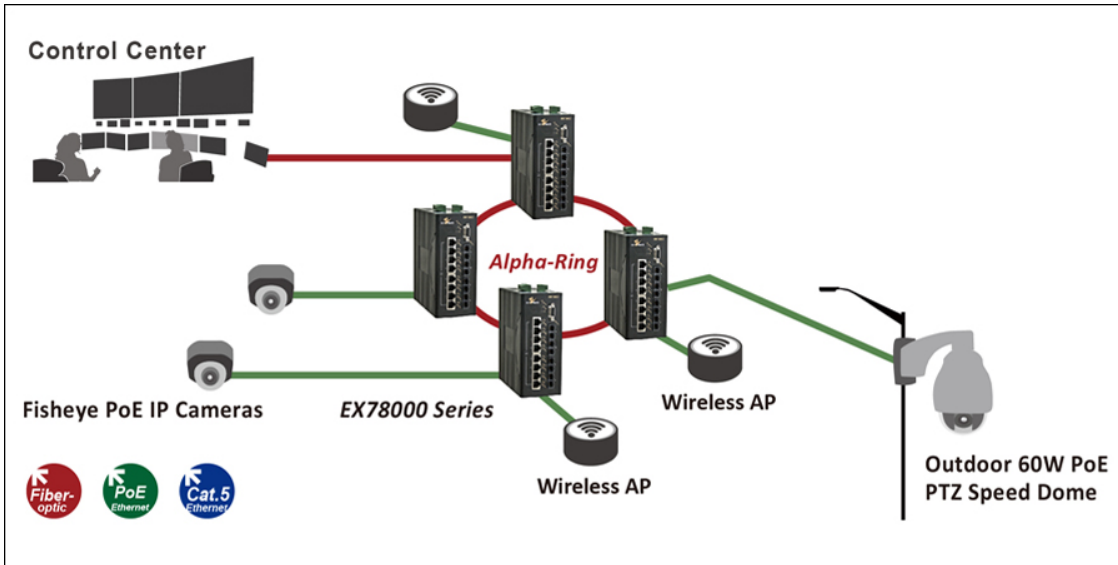 Control Center
Alpha-Ring
Fisheye PoE IP Cameras
EX78000 Series
Wireless AP
Wireless AP
Outdoor 60W PoE
PTZ Speed Dome
Fiber-
optic
PoE
Ethernet
Cat.5
Ethernet